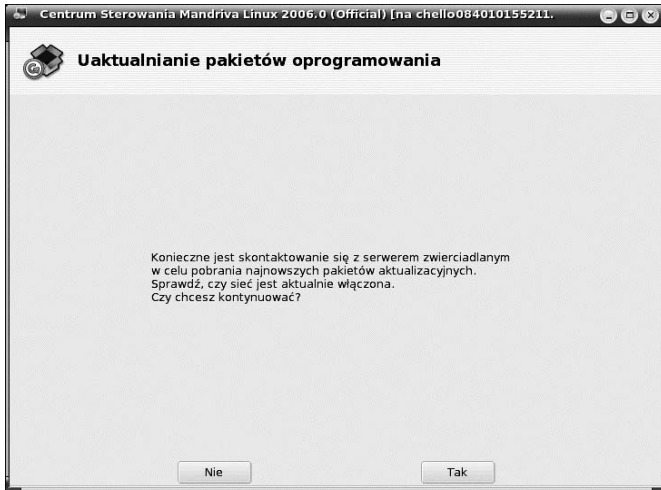 Centrum Sterowania Mandriva Linux 2006.0 (Official) [na chello084010155211.
Uaktualnianie pakietów oprogramowania
Konieczne jest skontaktowanie się z serwerem zwierciadlanym
w celu pobrania najnowszych pakietów aktualizacyjnych.
Sprawdź, czy sieć jest aktualnie włączona.
Czy chcesz kontynuować?
Nie Tak